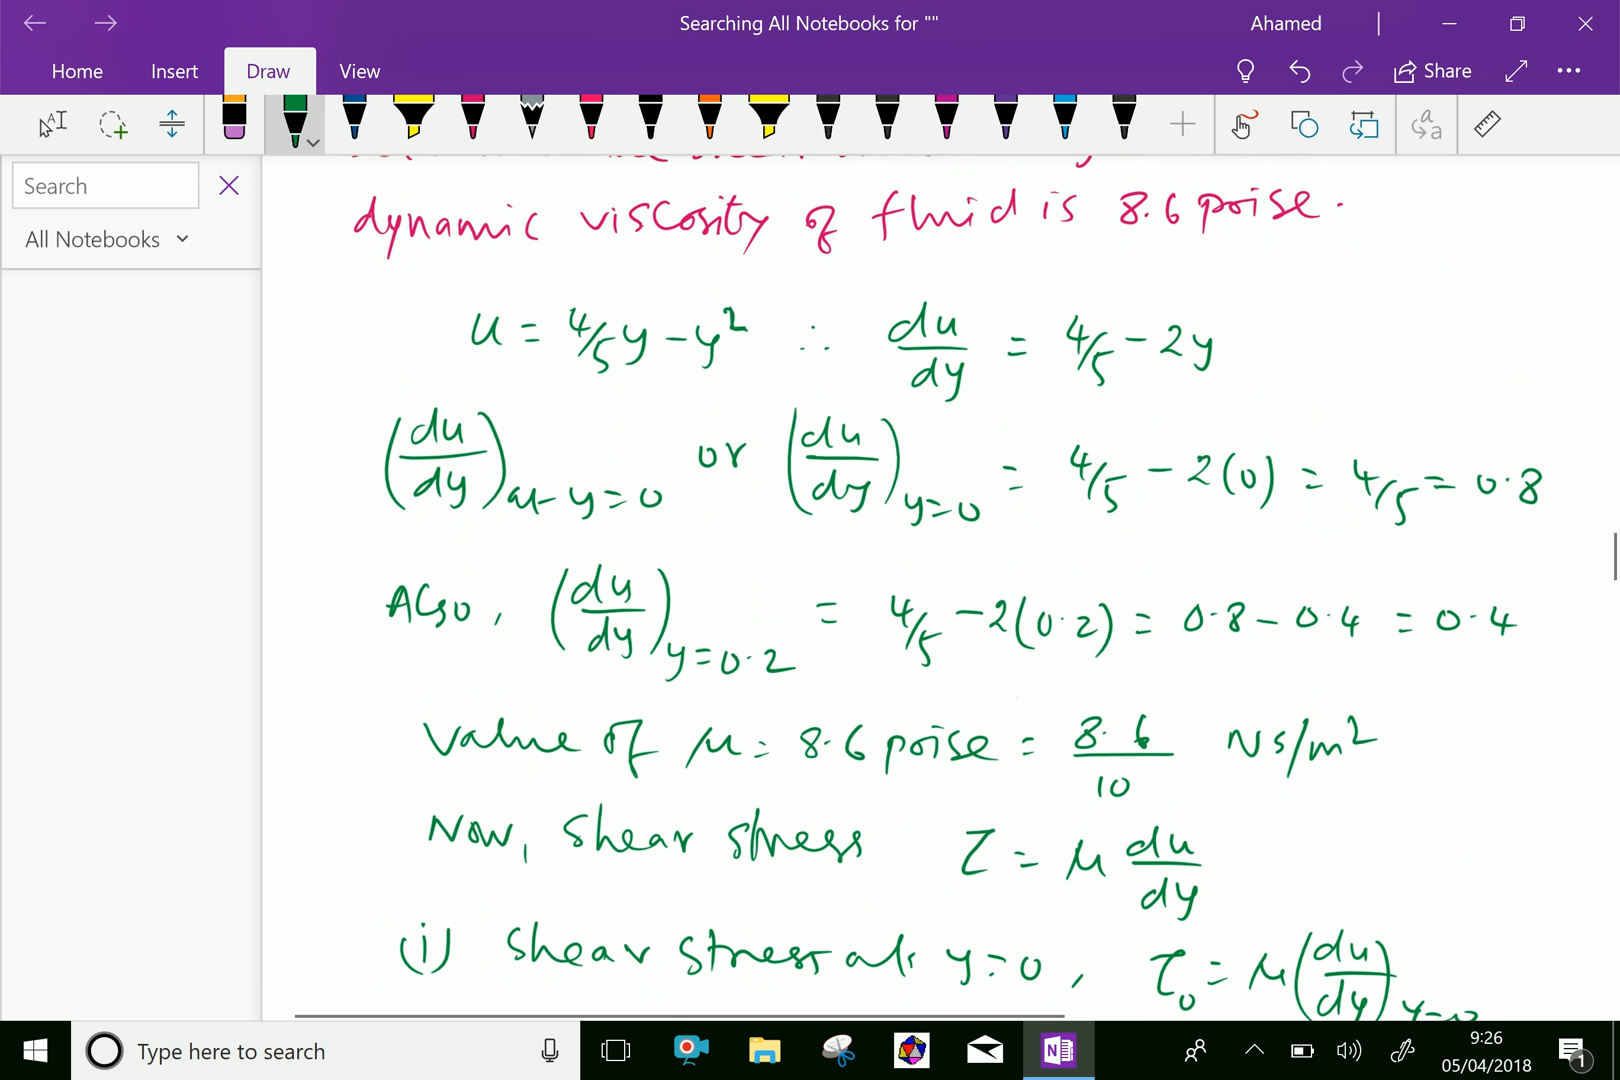 Searching All Notebooks for ""
Ahamed
Home Insert Draw View
Share
Search
All Notebooks
dynamic viscosity of fluid is 8.6 poise.
u = 4/5 y - y² ∴ du/dy = 4/5 - 2y
(du/dy)at y=0 or (du/dy)y=0 = 4/5 - 2(0) = 4/5 = 0.8
Also, (du/dy)y=0.2 = 4/5 - 2(0.2) = 0.8 - 0.4 = 0.4
Value of μ = 8.6 poise = 8.6/10 Ns/m²
Now, shear stress τ = μ du/dy
(i) Shear stress at y=0, τ₀ = μ(du/dy)
Type here to search
9:26
05/04/2018
1